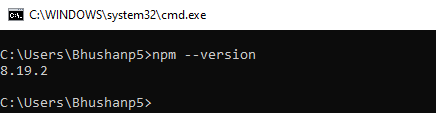 C:\WINDOWS\system32\cmd.exe
C:\Users\Bhushanp5>npm --version
8.19.2
C:\Users\Bhushanp5>